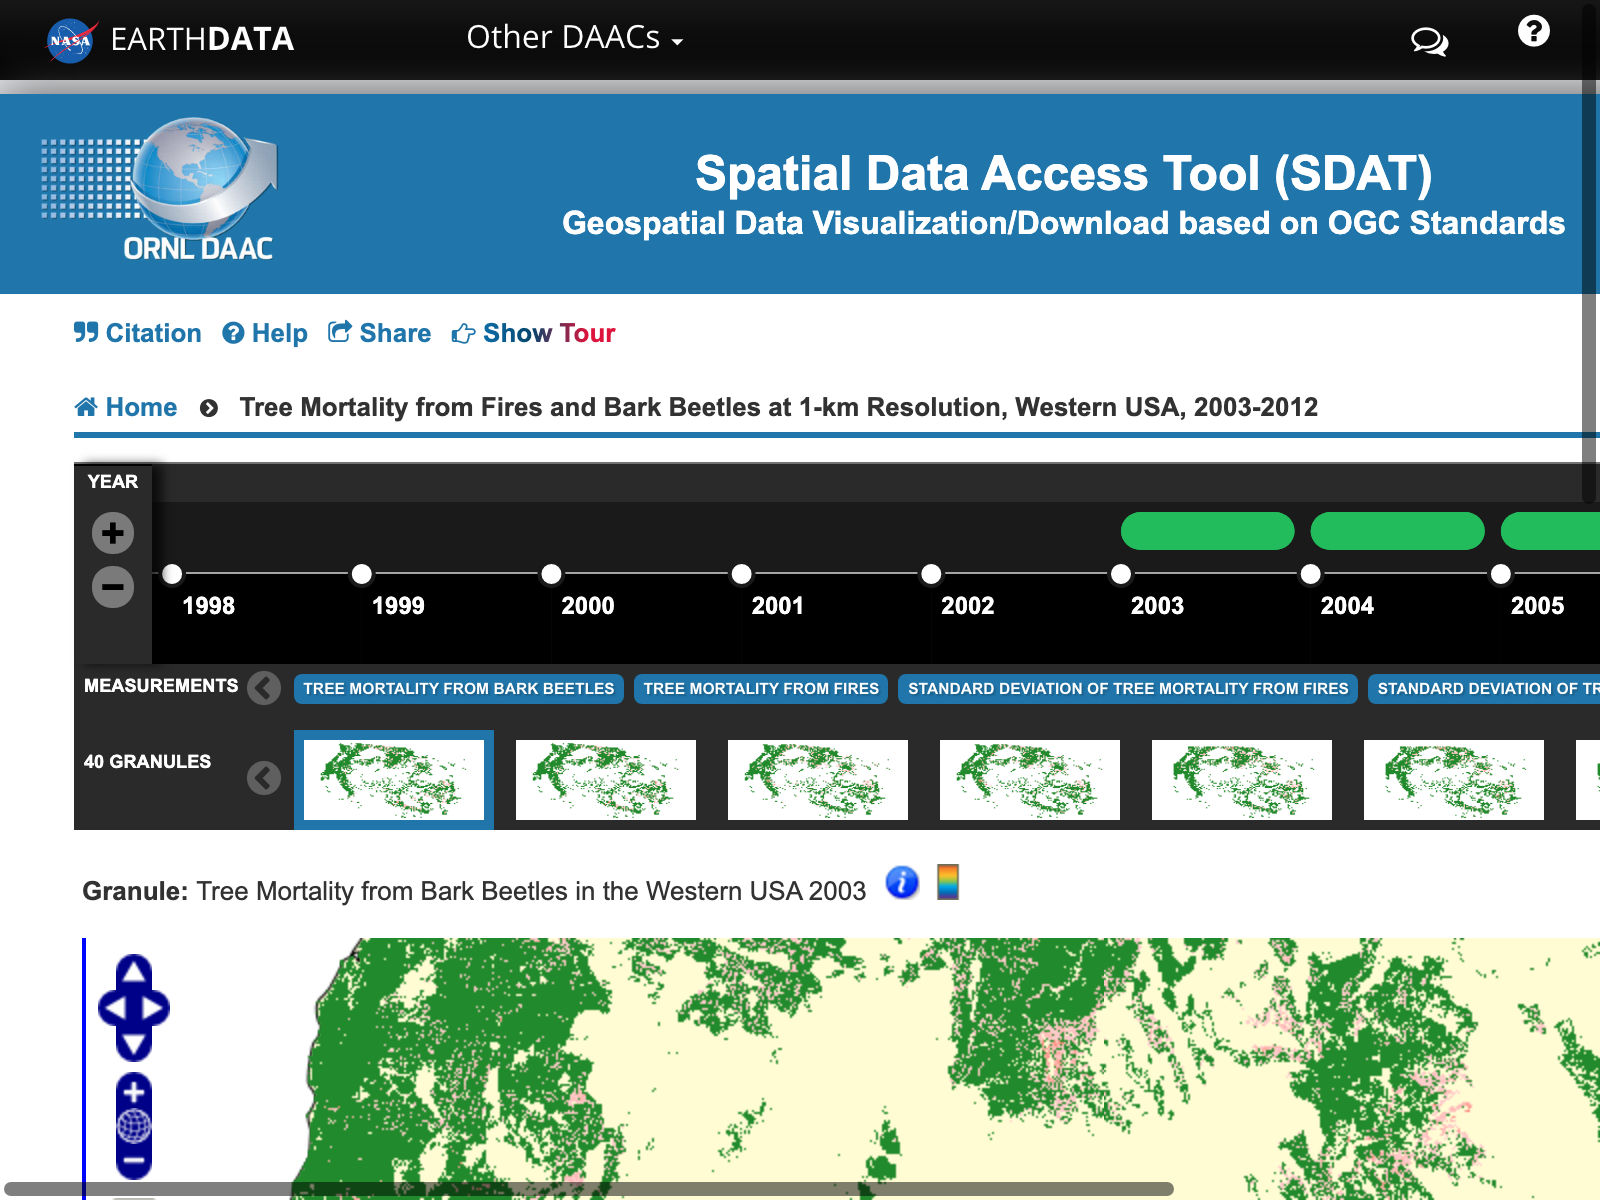 NASA EARTHDATA Other DAACs
ORNL DAAC
Spatial Data Access Tool (SDAT)
Geospatial Data Visualization/Download based on OGC Standards
Citation Help Share Show Tour
Home Tree Mortality from Fires and Bark Beetles at 1-km Resolution, Western USA, 2003-2012
YEAR
1998 1999 2000 2001 2002 2003 2004 2005
MEASUREMENTS TREE MORTALITY FROM BARK BEETLES TREE MORTALITY FROM FIRES STANDARD DEVIATION OF TREE MORTALITY FROM FIRES STANDARD DEVIATION OF TR
40 GRANULES
Granule: Tree Mortality from Bark Beetles in the Western USA 2003